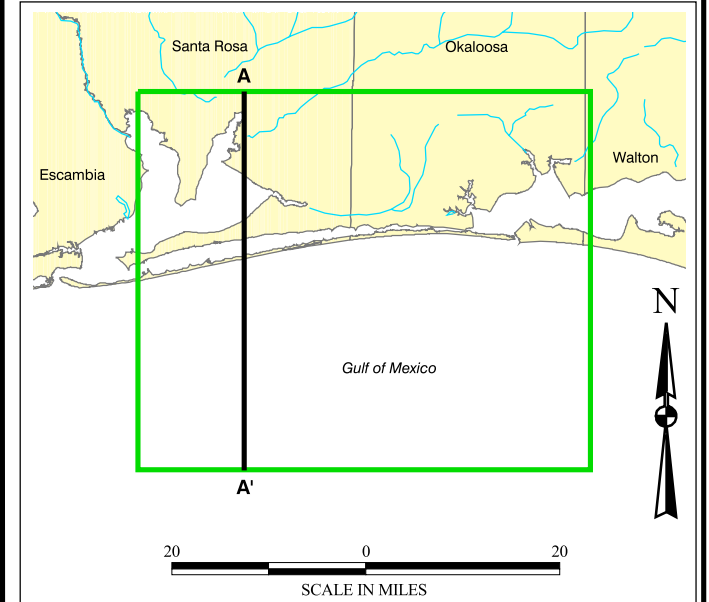 Santa Rosa
Okaloosa
A
Walton
Escambia
N
Gulf of Mexico
A'
20 0 20
SCALE IN MILES